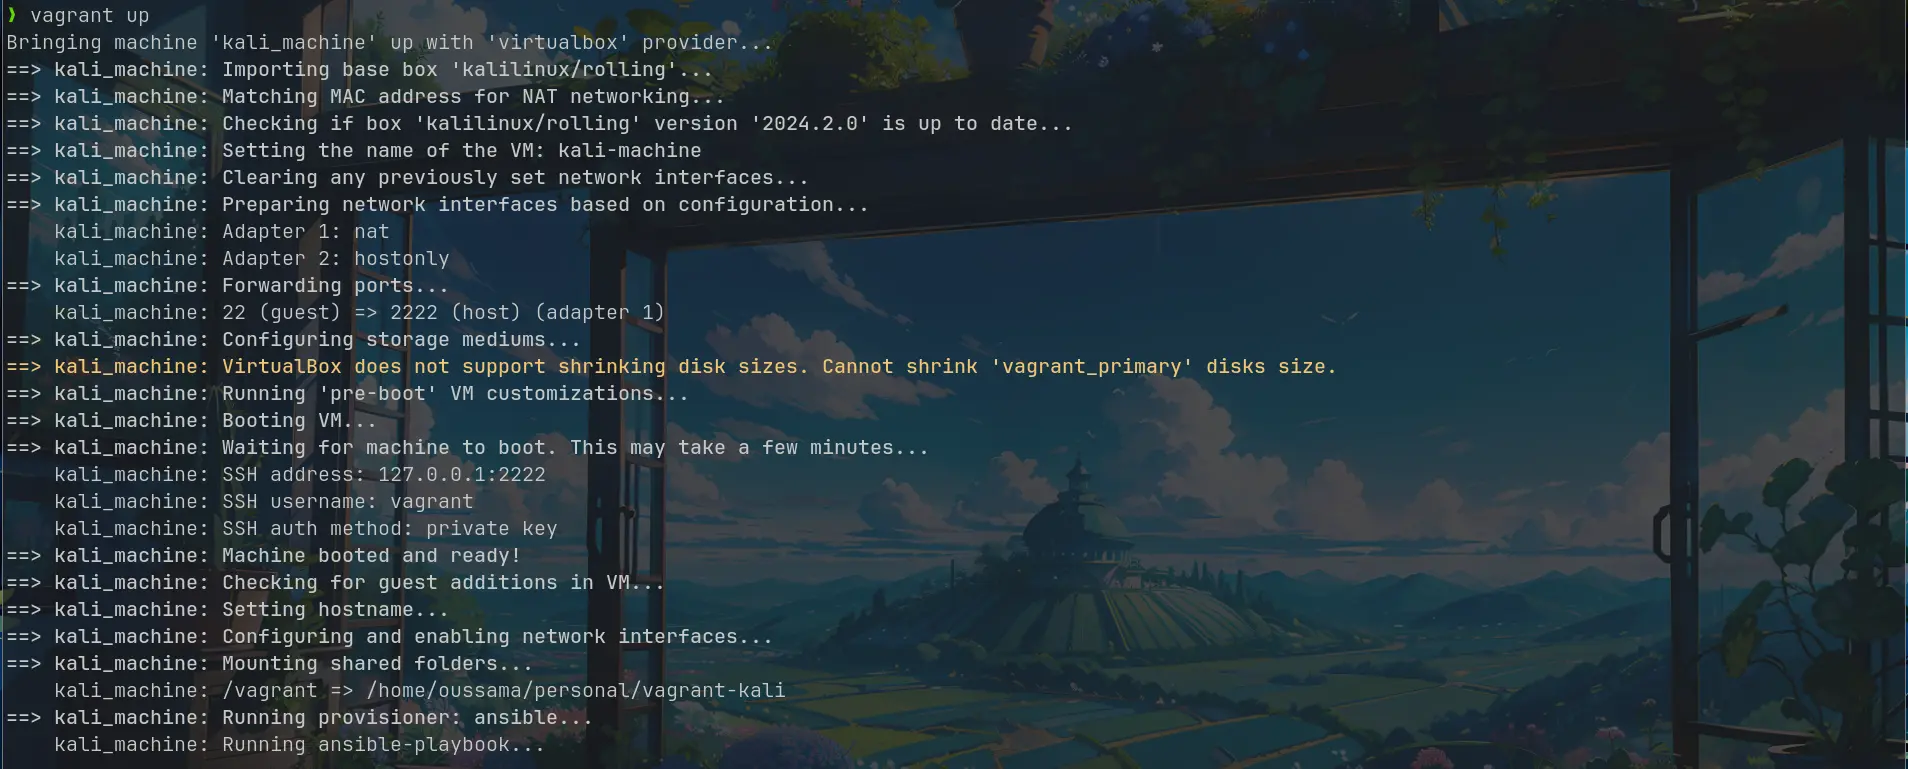 ❯ vagrant up
Bringing machine 'kali_machine' up with 'virtualbox' provider...
==> kali_machine: Importing base box 'kalilinux/rolling'...
==> kali_machine: Matching MAC address for NAT networking...
==> kali_machine: Checking if box 'kalilinux/rolling' version '2024.2.0' is up to date...
==> kali_machine: Setting the name of the VM: kali-machine
==> kali_machine: Clearing any previously set network interfaces...
==> kali_machine: Preparing network interfaces based on configuration...
    kali_machine: Adapter 1: nat
    kali_machine: Adapter 2: hostonly
==> kali_machine: Forwarding ports...
    kali_machine: 22 (guest) => 2222 (host) (adapter 1)
==> kali_machine: Configuring storage mediums...
==> kali_machine: VirtualBox does not support shrinking disk sizes. Cannot shrink 'vagrant_primary' disks size.
==> kali_machine: Running 'pre-boot' VM customizations...
==> kali_machine: Booting VM...
==> kali_machine: Waiting for machine to boot. This may take a few minutes...
    kali_machine: SSH address: 127.0.0.1:2222
    kali_machine: SSH username: vagrant
    kali_machine: SSH auth method: private key
==> kali_machine: Machine booted and ready!
==> kali_machine: Checking for guest additions in VM...
==> kali_machine: Setting hostname...
==> kali_machine: Configuring and enabling network interfaces...
==> kali_machine: Mounting shared folders...
    kali_machine: /vagrant => /home/oussama/personal/vagrant-kali
==> kali_machine: Running provisioner: ansible...
    kali_machine: Running ansible-playbook...